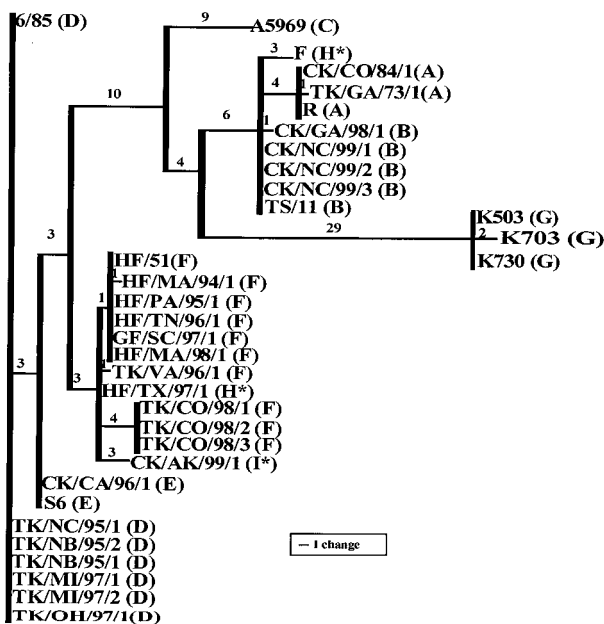 6/85 (D)
9
A5969 (C)
3
F (H*)
CK/CO/84/1(A)
4
1
TK/GA/73/1(A)
10
R (A)
6
1
CK/GA/98/1 (B)
CK/NC/99/1 (B)
4
CK/NC/99/2 (B)
CK/NC/99/3 (B)
TS/11 (B)
K503 (G)
29
2
K703 (G)
3
K730 (G)
HF/51(F)
1
HF/MA/94/1 (F)
1
HF/PA/95/1 (F)
HF/TN/96/1 (F)
GF/SC/97/1 (F)
HF/MA/98/1 (F)
3
3
1
TK/VA/96/1 (F)
HF/TX/97/1 (H*)
4
TK/CO/98/1 (F)
TK/CO/98/2 (F)
TK/CO/98/3 (F)
3
CK/AK/99/1 (I*)
CK/CA/96/1 (E)
S6 (E)
TK/NC/95/1 (D)
TK/NB/95/2 (D)
TK/NB/95/1 (D)
TK/MI/97/1 (D)
TK/MI/97/2 (D)
TK/OH/97/1(D)
1 change